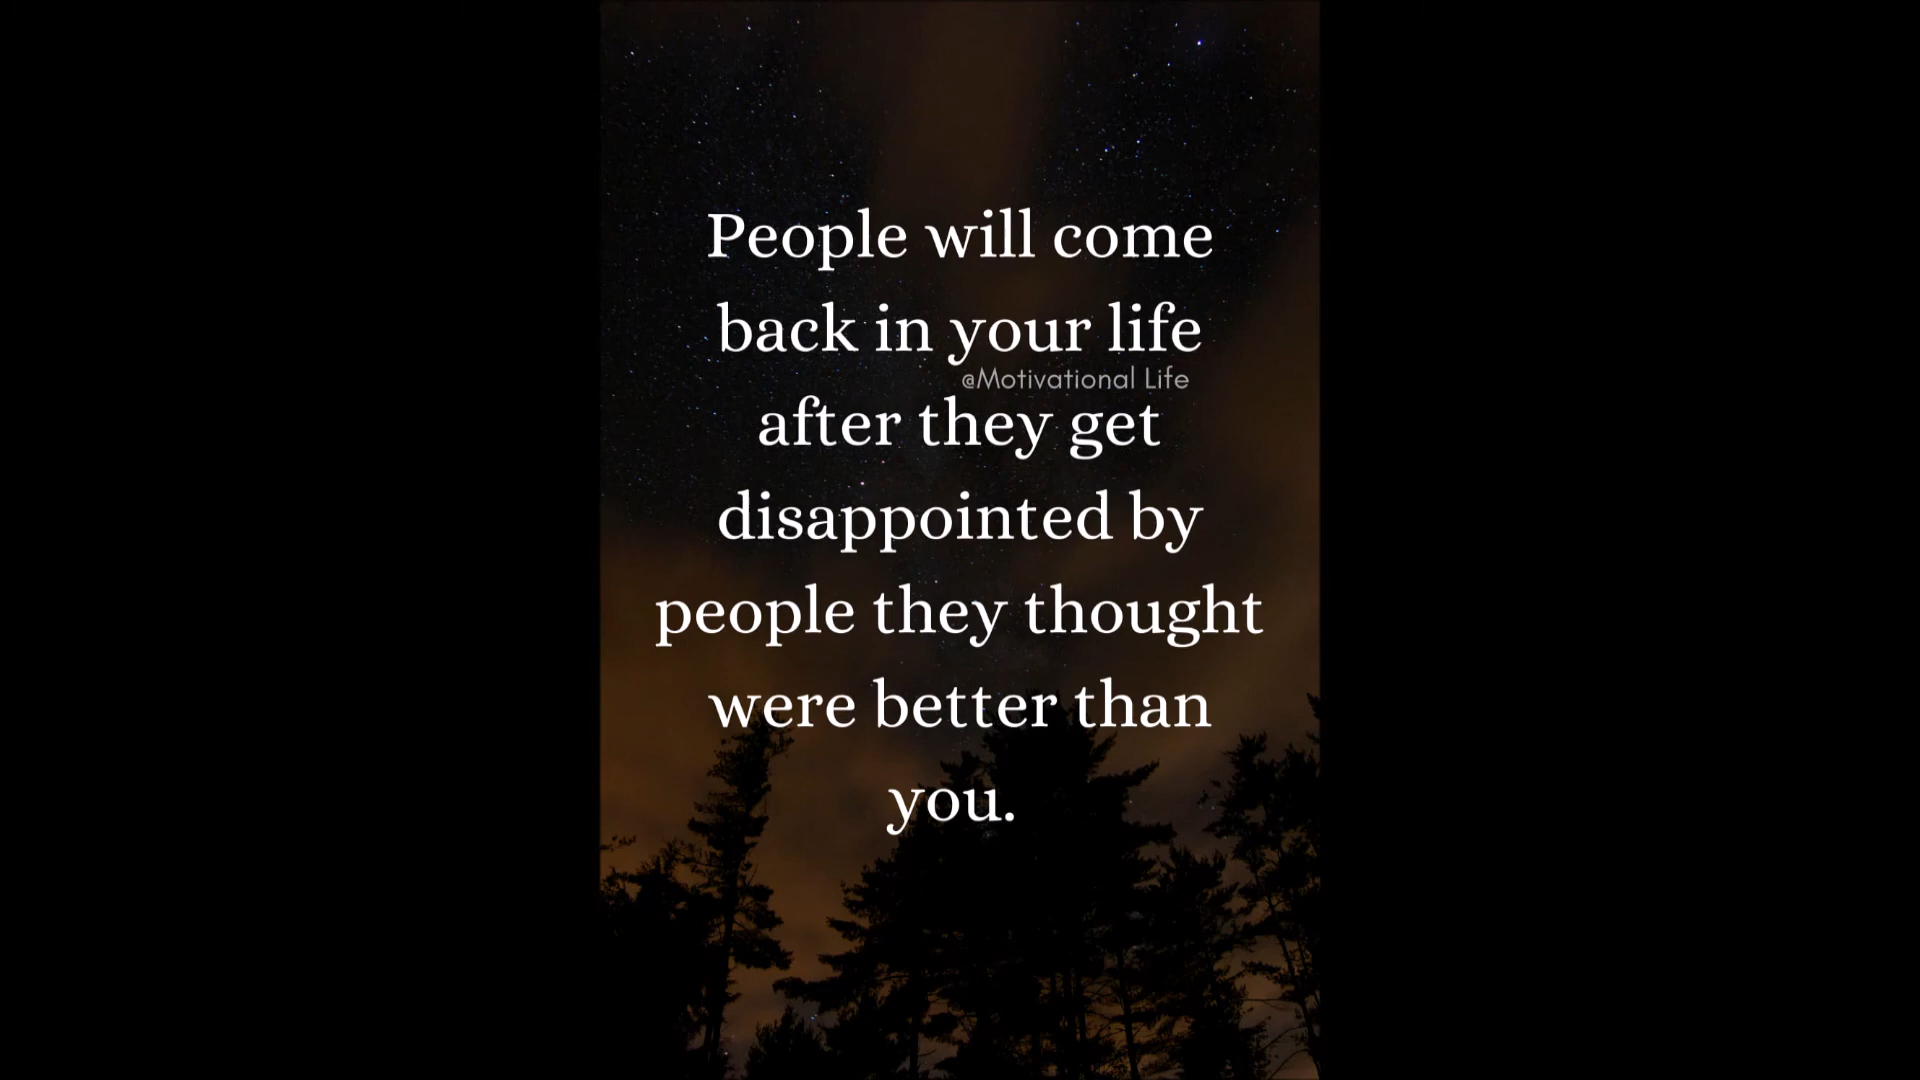 People will come
back in your life
@Motivational Life
after they get
disappointed by
people they thought
were better than
you.